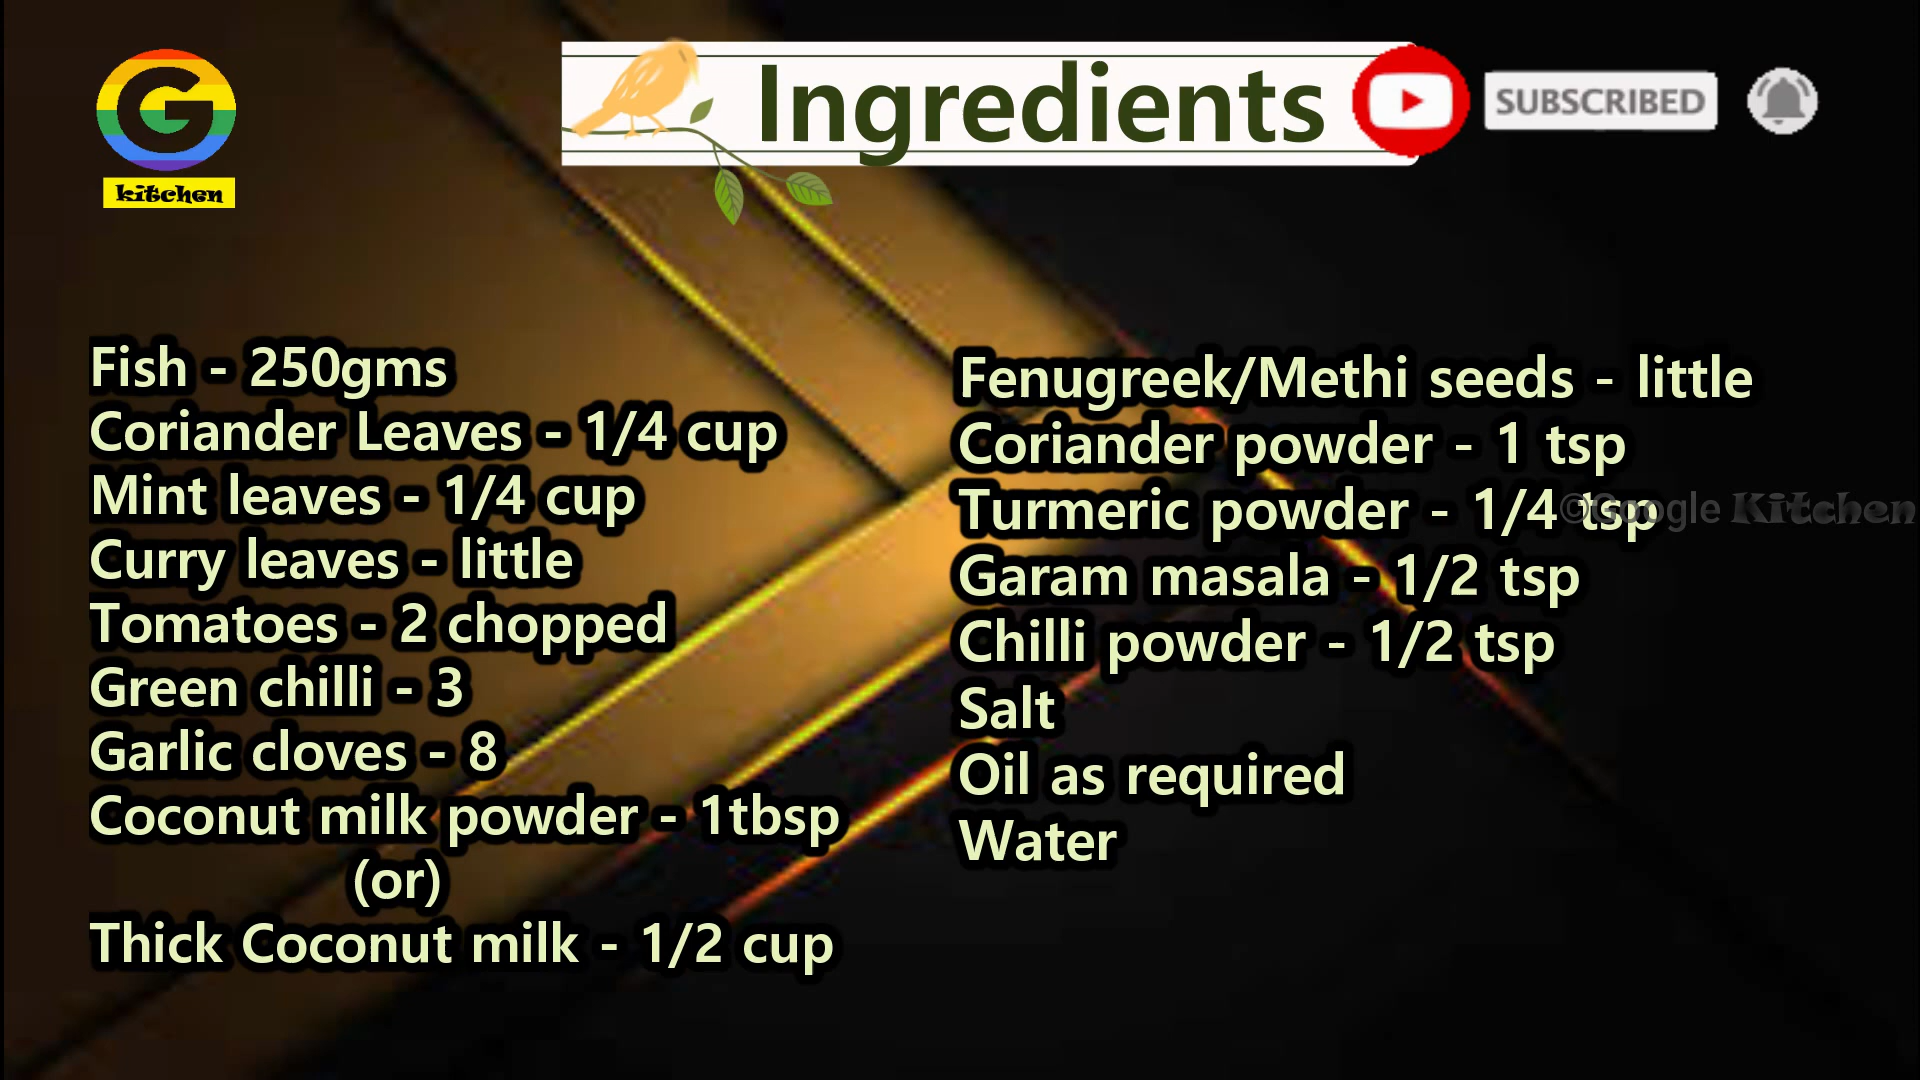 G
kitchen
Ingredients
SUBSCRIBED
Fish - 250gms
Coriander Leaves - 1/4 cup
Mint leaves - 1/4 cup
Curry leaves - little
Tomatoes - 2 chopped
Green chilli - 3
Garlic cloves - 8
Coconut milk powder - 1tbsp
(or)
Thick Coconut milk - 1/2 cup
Fenugreek/Methi seeds - little
Coriander powder - 1 tsp
Turmeric powder - 1/4 tsp
©Google Kitchen
Garam masala - 1/2 tsp
Chilli powder - 1/2 tsp
Salt
Oil as required
Water